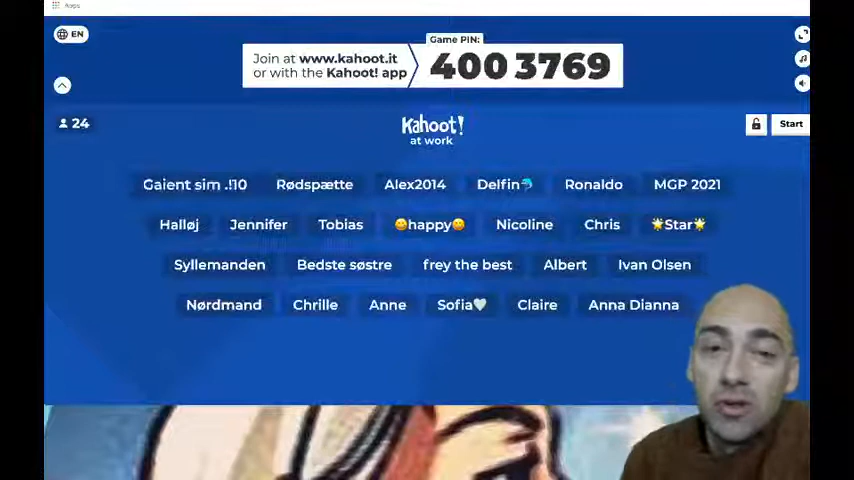 Apps
EN
Game PIN:
Join at www.kahoot.it
or with the Kahoot! app
400 3769
24
Kahoot!
at work
Start
Gaient sim .!10 Rødspætte Alex2014 Delfin🐬 Ronaldo MGP 2021
Halløj Jennifer Tobias 😀happy😀 Nicoline Chris 🌟Star🌟
Syllemanden Bedste søstre frey the best Albert Ivan Olsen
Nørdmand Chrille Anne Sofia🤍 Claire Anna Dianna